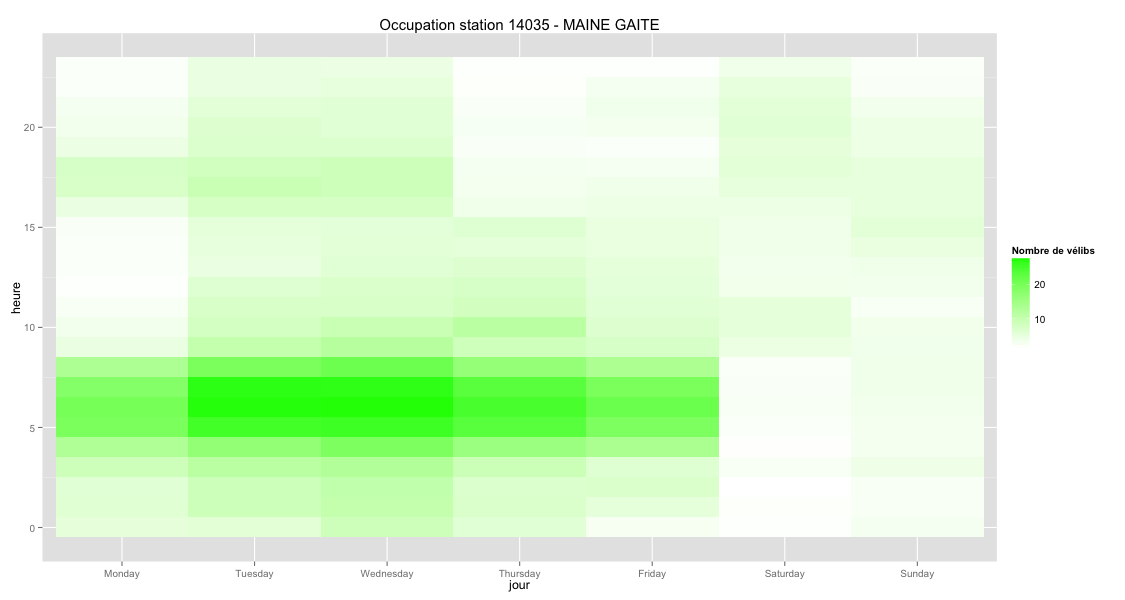 Occupation station 14035 - MAINE GAITE
20
15
10
5
0
heure
Monday Tuesday Wednesday Thursday Friday Saturday Sunday
jour
Nombre de vélibs
20
10